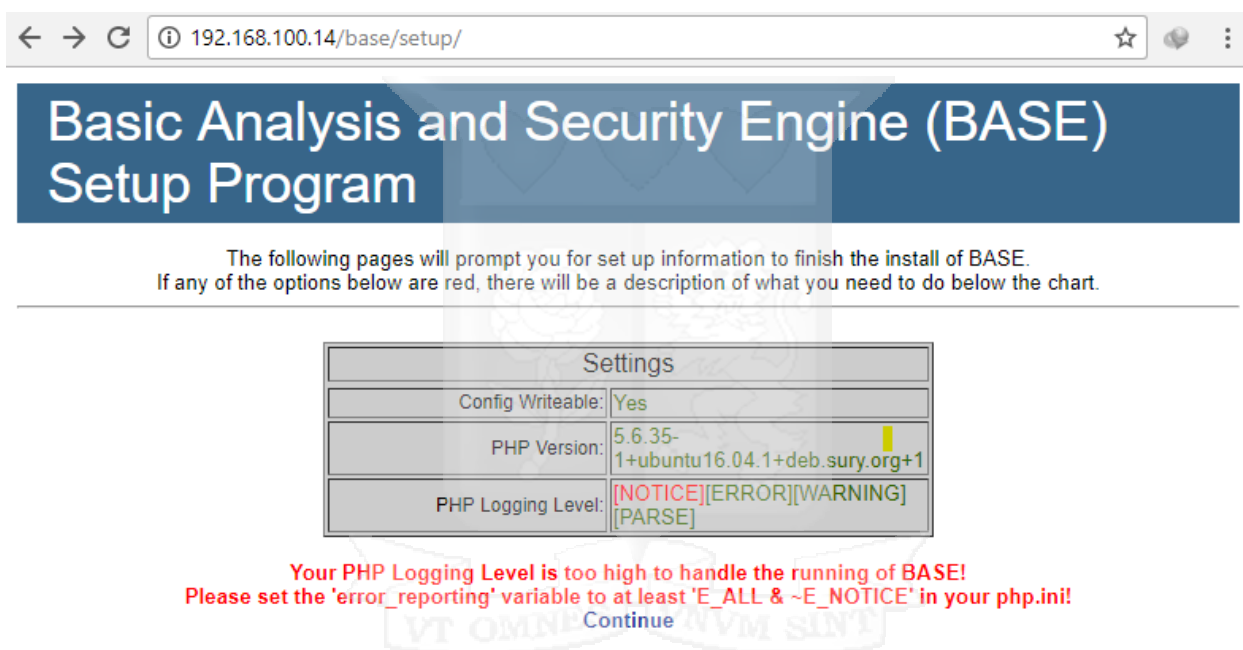 192.168.100.14/base/setup/
Basic Analysis and Security Engine (BASE)
Setup Program
The following pages will prompt you for set up information to finish the install of BASE.
If any of the options below are red, there will be a description of what you need to do below the chart.
Settings
Config Writeable: Yes
PHP Version: 5.6.35-
1+ubuntu16.04.1+deb.sury.org+1
PHP Logging Level: [NOTICE][ERROR][WARNING]
[PARSE]
Your PHP Logging Level is too high to handle the running of BASE!
Please set the 'error_reporting' variable to at least 'E_ALL & ~E_NOTICE' in your php.ini!
Continue
VT OMNES VNVM SINT